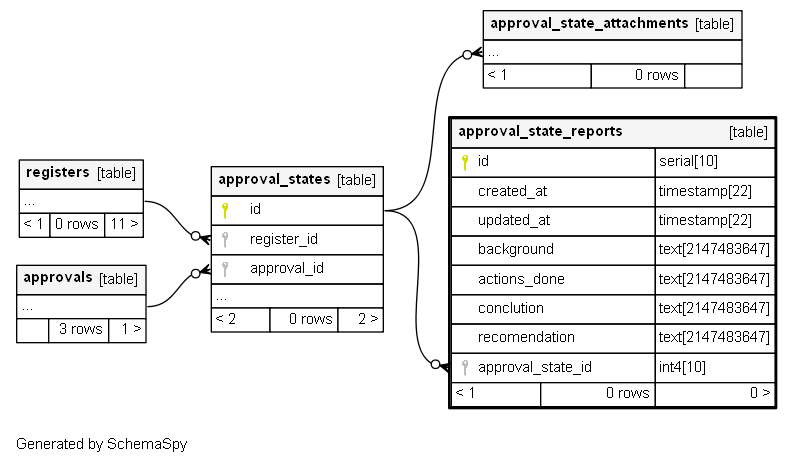 approval_state_attachments [table]
...
< 1 0 rows
approval_state_reports [table]
id serial[10]
created_at timestamp[22]
updated_at timestamp[22]
background text[2147483647]
actions_done text[2147483647]
conclution text[2147483647]
recomendation text[2147483647]
approval_state_id int4[10]
< 1 0 rows 0 >
registers [table]
...
< 1 0 rows 11 >
approval_states [table]
id
register_id
approval_id
...
< 2 0 rows 2 >
approvals [table]
...
3 rows 1 >
Generated by SchemaSpy